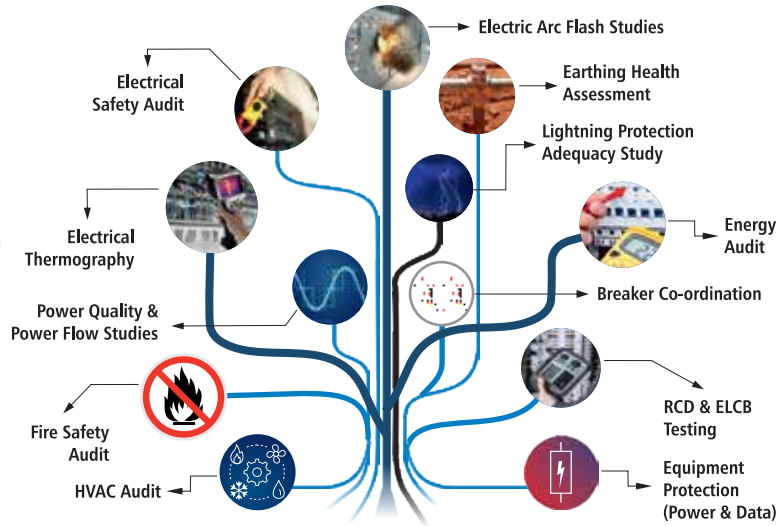 Electric Arc Flash Studies
Electrical
Safety Audit
Earthing Health
Assessment
Lightning Protection
Adequacy Study
Electrical
Thermography
Energy
Audit
Power Quality &
Power Flow Studies
Breaker Co-ordination
Fire Safety
Audit
RCD & ELCB
Testing
HVAC Audit
Equipment
Protection
(Power & Data)